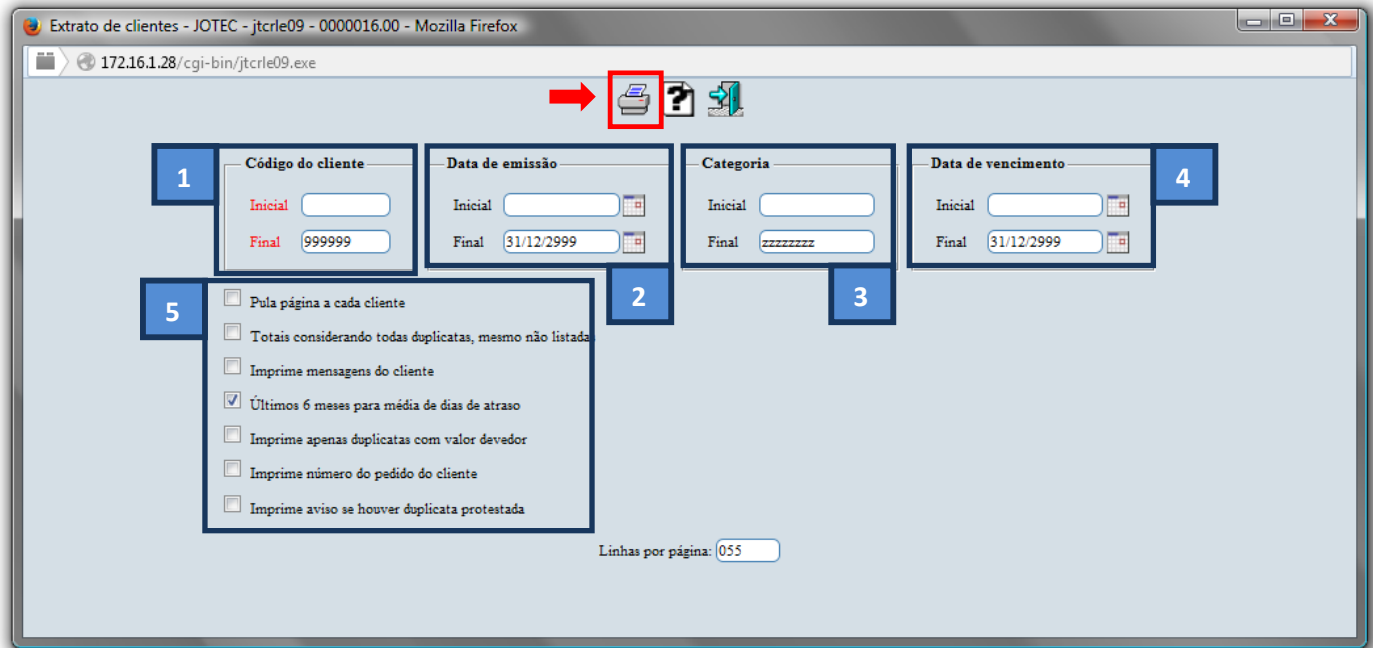 Extrato de clientes - JOTEC - jtcrle09 - 0000016.00 - Mozilla Firefox
172.16.1.28/cgi-bin/jtcrle09.exe
1
Código do cliente
Inicial
Final 999999
Data de emissão
Inicial
Final 31/12/2999
2
Categoria
Inicial
Final zzzzzzzz
3
Data de vencimento
Inicial
Final 31/12/2999
4
5
Pula página a cada cliente
Totais considerando todas duplicatas, mesmo não listadas
Imprime mensagens do cliente
Últimos 6 meses para média de dias de atraso
Imprime apenas duplicatas com valor devedor
Imprime número do pedido do cliente
Imprime aviso se houver duplicata protestada
Linhas por página: 055